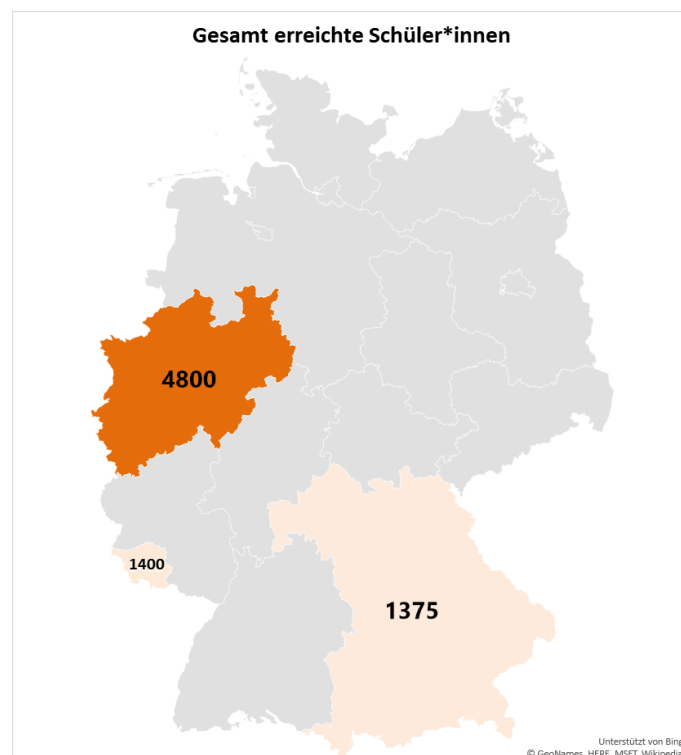 Gesamt erreichte Schüler*innen
4800
1400
1375
Unterstützt von Bing
© GeoNames, HERE, MSFT, Wikipedia